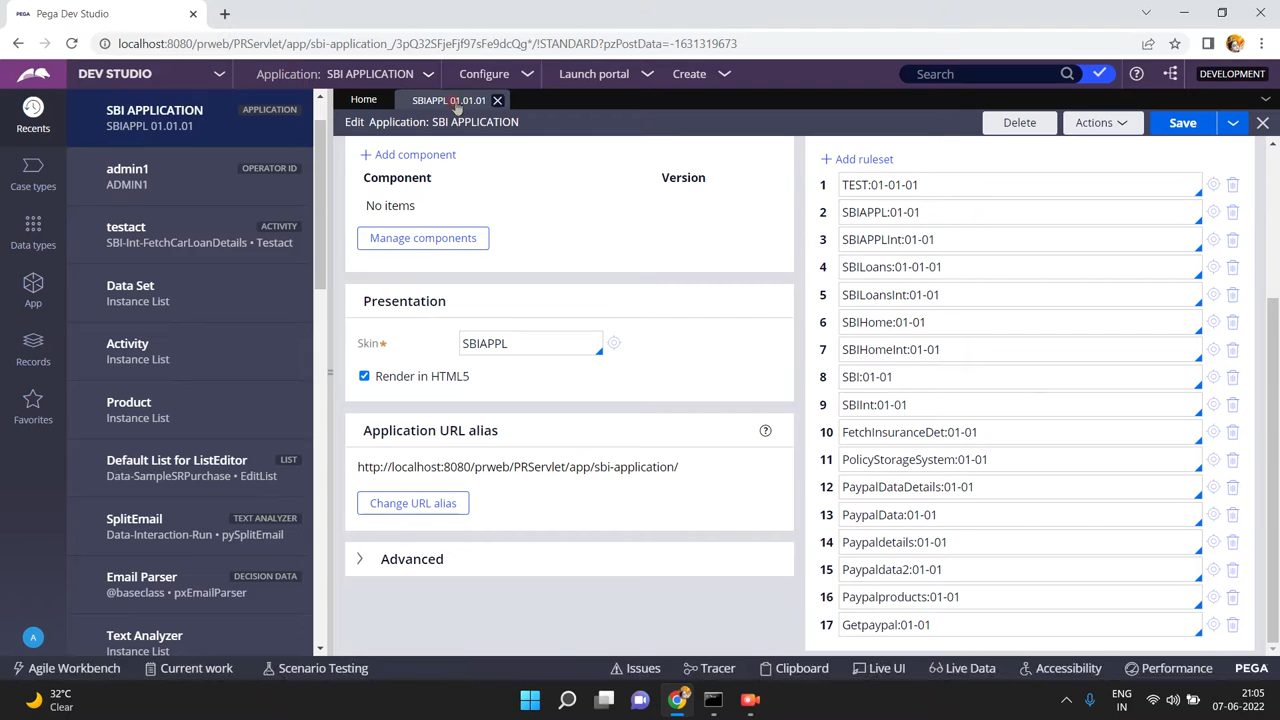 PEGA Pega Dev Studio
localhost:8080/prweb/PRServlet/app/sbi-application_/3pQ32SFjeFjf97sFe9dcQg*/STANDARD?pzPostData=-1631319673
DEV STUDIO Application: SBI APPLICATION Configure Launch portal Create Search DEVELOPMENT
Home SBIAPPL 01.01.01
Edit Application: SBI APPLICATION Delete Actions Save
Recents
Case types
Data types
App
Records
Favorites
A
SBI APPLICATION APPLICATION
SBIAPPL 01.01.01
admin1 OPERATOR ID
ADMIN1
testact ACTIVITY
SBI-Int-FetchCarLoanDetails • Testact
Data Set
Instance List
Activity
Instance List
Product
Instance List
Default List for ListEditor LIST
Data-SampleSRPurchase • EditList
SplitEmail TEXT ANALYZER
Data-Interaction-Run • pySplitEmail
Email Parser DECISION DATA
@baseclass • pxEmailParser
Text Analyzer
Instance List
+ Add component
Component Version
No items
Manage components
Presentation
Skin★ SBIAPPL
Render in HTML5
Application URL alias
http://localhost:8080/prweb/PRServlet/app/sbi-application/
Change URL alias
Advanced
+ Add ruleset
1 TEST:01-01-01
2 SBIAPPL:01-01
3 SBIAPPLInt:01-01
4 SBILoans:01-01-01
5 SBILoansInt:01-01
6 SBIHome:01-01
7 SBIHomeInt:01-01
8 SBI:01-01
9 SBIInt:01-01
10 FetchInsuranceDet:01-01
11 PolicyStorageSystem:01-01
12 PaypalDataDetails:01-01
13 PaypalData:01-01
14 Paypaldetails:01-01
15 Paypaldata2:01-01
16 Paypalproducts:01-01
17 Getpaypal:01-01
Agile Workbench Current work Scenario Testing Issues Tracer Clipboard Live UI Live Data Accessibility Performance PEGA
32°C
Clear
ENG
IN
21:05
07-06-2022